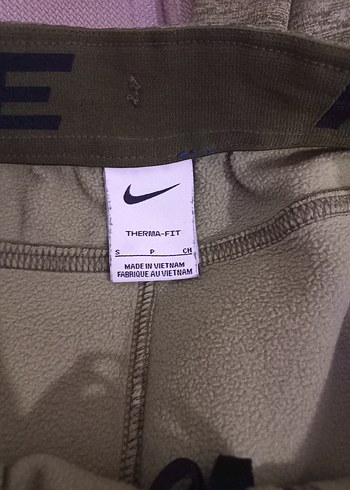 E
THERMA-FIT
S P CH
MADE IN VIETNAM
FABRIQUE AU VIETNAM